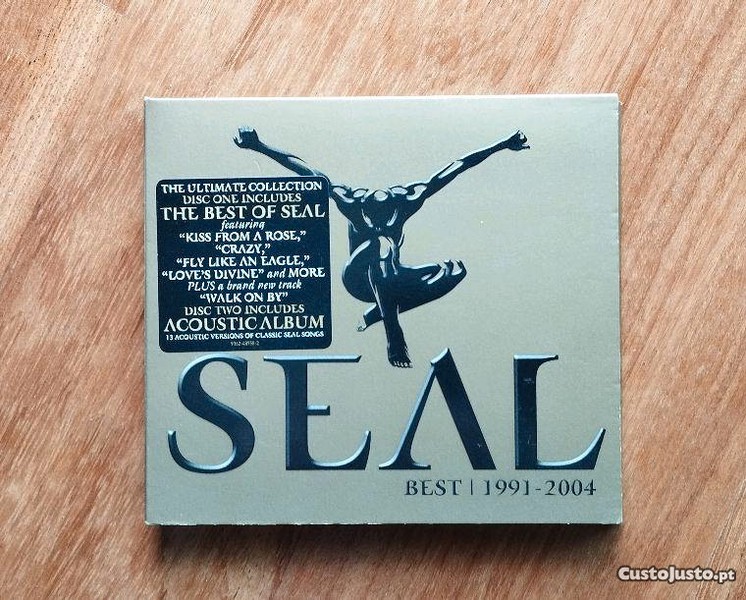 THE ULTIMATE COLLECTION
DISC ONE INCLUDES
THE BEST OF SEAL
featuring
"KISS FROM A ROSE,"
"CRAZY,"
"FLY LIKE AN EAGLE,"
"LOVE'S DIVINE" and MORE
PLUS a brand new track
"WALK ON BY"
DISC TWO INCLUDES
ACOUSTIC ALBUM
13 ACOUSTIC VERSIONS OF CLASSIC SEAL SONGS
SEAL
BEST | 1991-2004
CustoJusto.pt